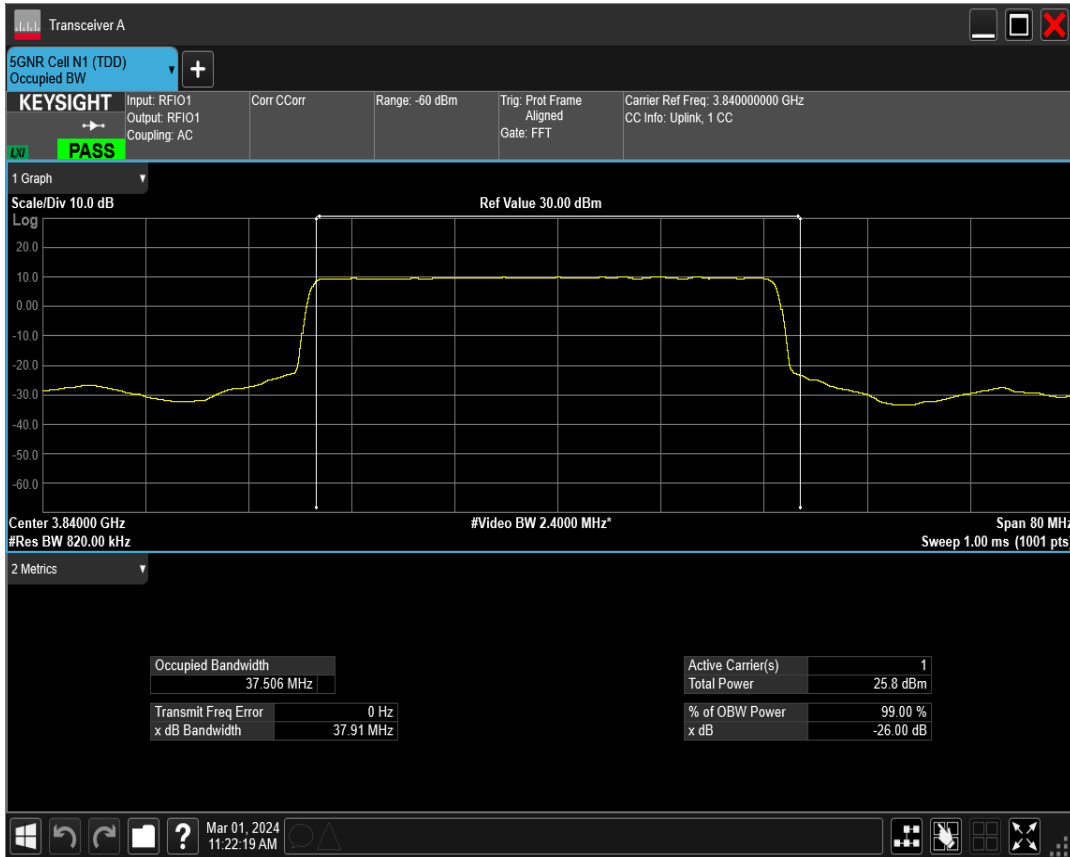 Transceiver A
5GNR Cell N1 (TDD)
Occupied BW
+
KEYSIGHT
LXI
PASS
Input: RFIO1
Output: RFIO1
Coupling: AC
Corr CCorr
Range: -60 dBm
Trig: Prot Frame
Aligned
Gate: FFT
Carrier Ref Freq: 3.840000000 GHz
CC Info: Uplink, 1 CC
1 Graph
Scale/Div 10.0 dB
Ref Value 30.00 dBm
Log
20.0
10.0
0.00
-10.0
-20.0
-30.0
-40.0
-50.0
-60.0
Center 3.84000 GHz
#Video BW 2.4000 MHz*
Span 80 MHz
#Res BW 820.00 kHz
Sweep 1.00 ms (1001 pts)
2 Metrics
Occupied Bandwidth
37.506 MHz
Transmit Freq Error 0 Hz
x dB Bandwidth 37.91 MHz
Active Carrier(s) 1
Total Power 25.8 dBm
% of OBW Power 99.00 %
x dB -26.00 dB
?
Mar 01, 2024
11:22:19 AM